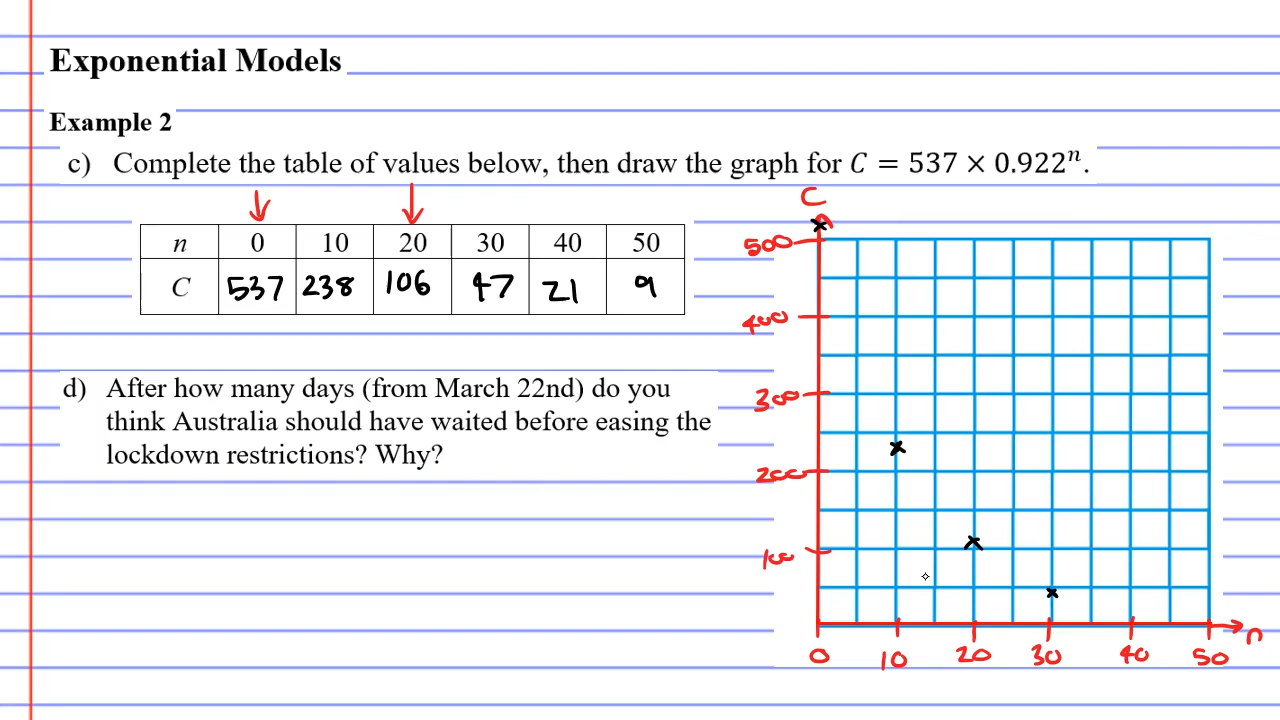 Exponential Models
Example 2
c) Complete the table of values below, then draw the graph for C = 537 × 0.922ⁿ.
n 0 10 20 30 40 50
C 537 238 106 47 21 9
d) After how many days (from March 22nd) do you
think Australia should have waited before easing the
lockdown restrictions? Why?
C
500
400
300
200
100
0 10 20 30 40 50 n